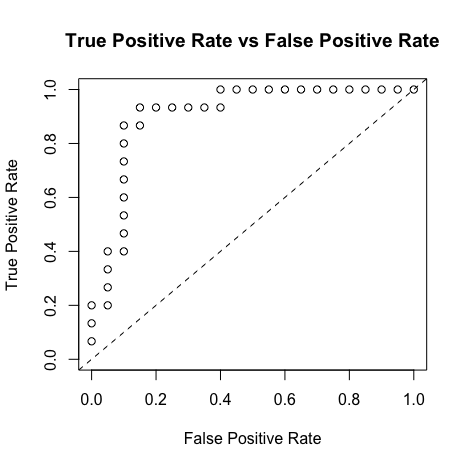 True Positive Rate vs False Positive Rate
True Positive Rate
0.0 0.2 0.4 0.6 0.8 1.0
0.0 0.2 0.4 0.6 0.8 1.0
False Positive Rate